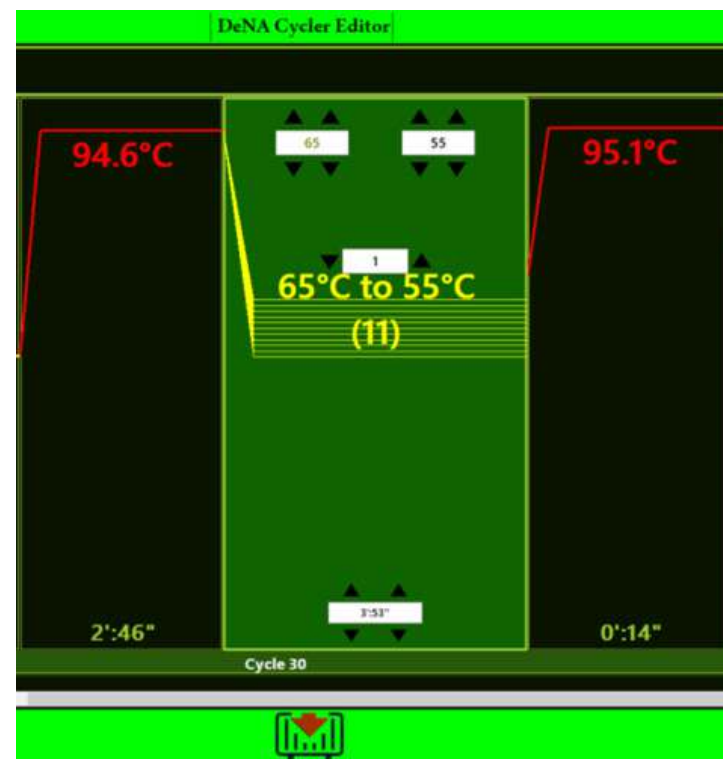 DeNA Cycler Editor
65
55
94.6°C
95.1°C
1
65°C to 55°C
(11)
3':53"
2':46"
0':14"
Cycle 30